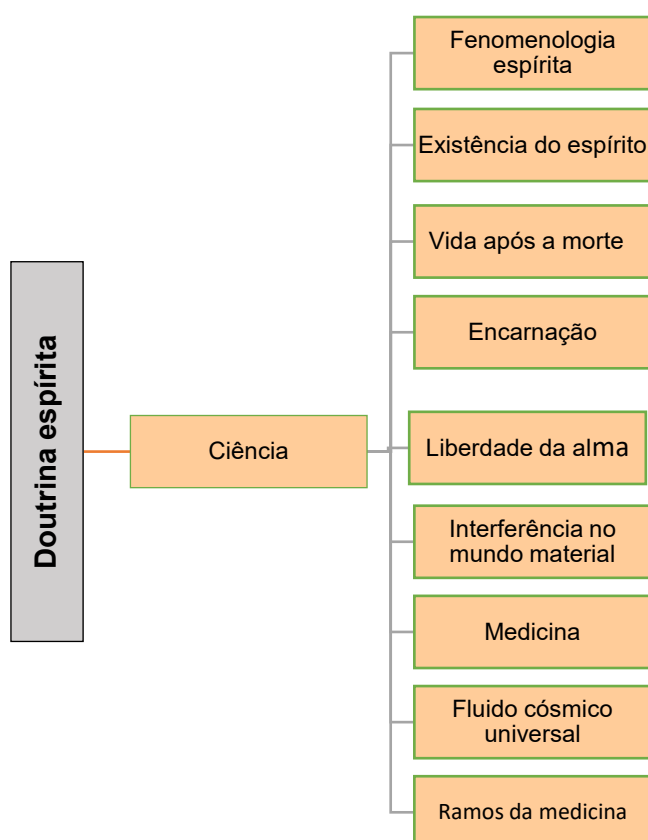 Doutrina espírita
Ciência
Fenomenologia
espírita
Existência do espírito
Vida após a morte
Encarnação
Liberdade da alma
Interferência no
mundo material
Medicina
Fluido cósmico
universal
Ramos da medicina